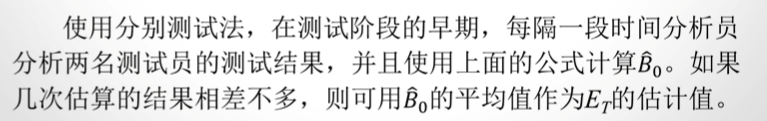 使用分别测试法，在测试阶段的早期，每隔一段时间分析员
分析两名测试员的测试结果，并且使用上面的公式计算B̂₀。如果
几次估算的结果相差不多，则可用B̂₀的平均值作为E_T的估计值。